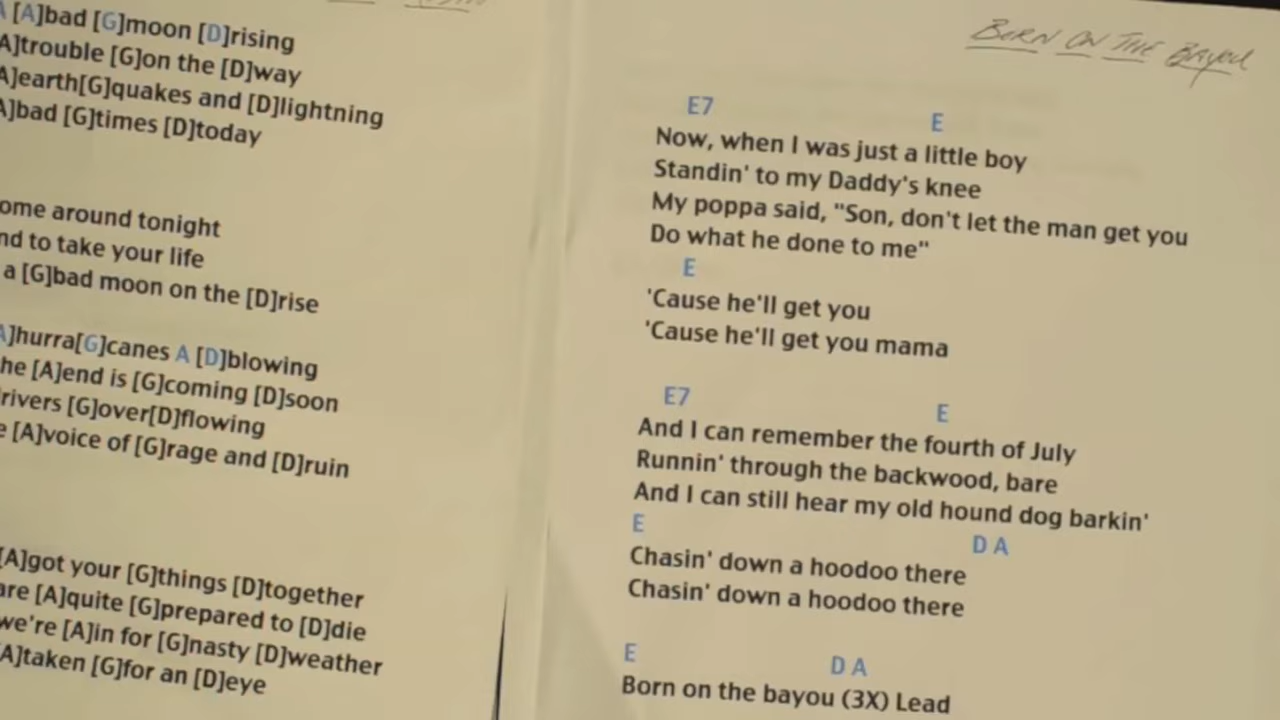 [A]bad [G]moon [D]rising
A]trouble [G]on the [D]way
A]earth[G]quakes and [D]lightning
A]bad [G]times [D]today
ome around tonight
nd to take your life
a [G]bad moon on the [D]rise
A]hurra[G]canes A [D]blowing
he [A]end is [G]coming [D]soon
rivers [G]over[D]flowing
e [A]voice of [G]rage and [D]ruin
[A]got your [G]things [D]together
are [A]quite [G]prepared to [D]die
we're [A]in for [G]nasty [D]weather
A]taken [G]for an [D]eye
BORN ON THE BAYOU
E7 E
Now, when I was just a little boy
Standin' to my Daddy's knee
My poppa said, "Son, don't let the man get you
Do what he done to me"
E
'Cause he'll get you
'Cause he'll get you mama
E7 E
And I can remember the fourth of July
Runnin' through the backwood, bare
And I can still hear my old hound dog barkin'
E D A
Chasin' down a hoodoo there
Chasin' down a hoodoo there
E D A
Born on the bayou (3X) Lead